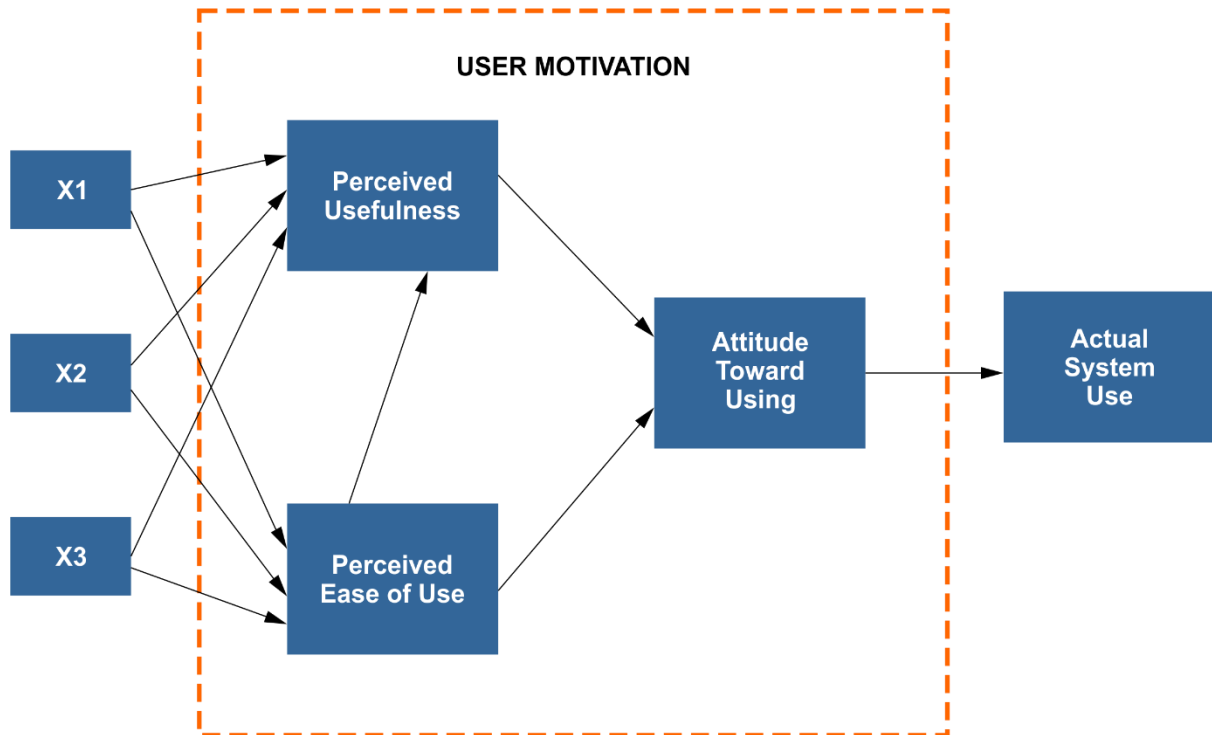 USER MOTIVATION
X1
Perceived
Usefulness
X2
Attitude
Toward
Using
Actual
System
Use
X3
Perceived
Ease of Use